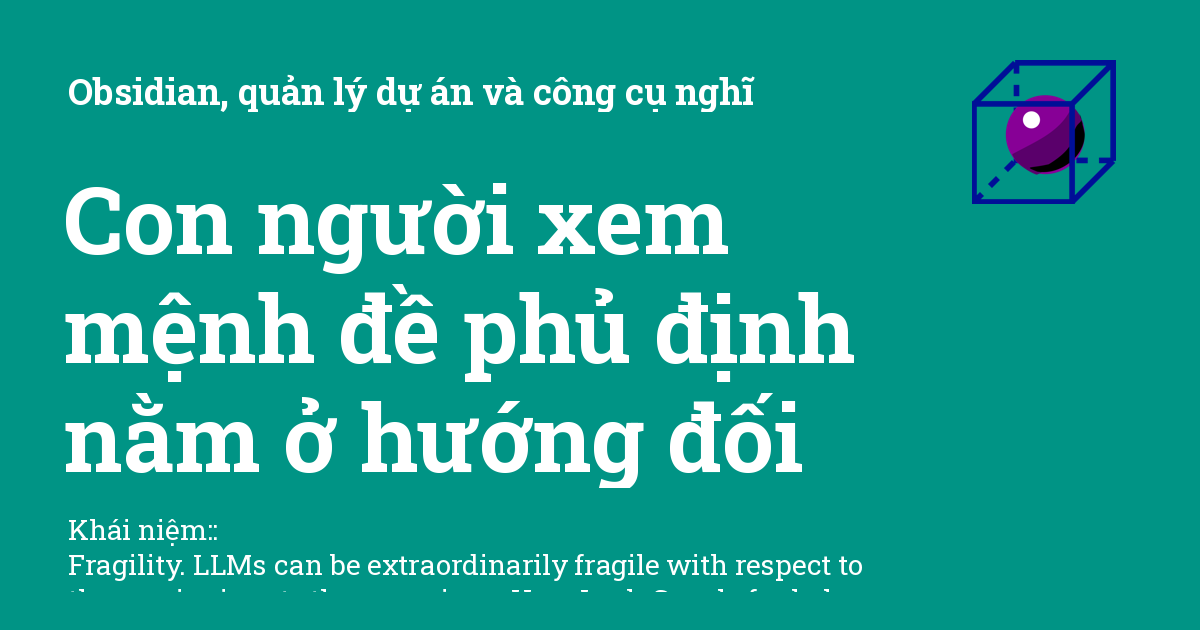 Obsidian, quản lý dự án và công cụ nghĩ
Con người xem
mệnh đề phủ định
nằm ở hướng đối
Khái niệm::
Fragility. LLMs can be extraordinarily fragile with respect to